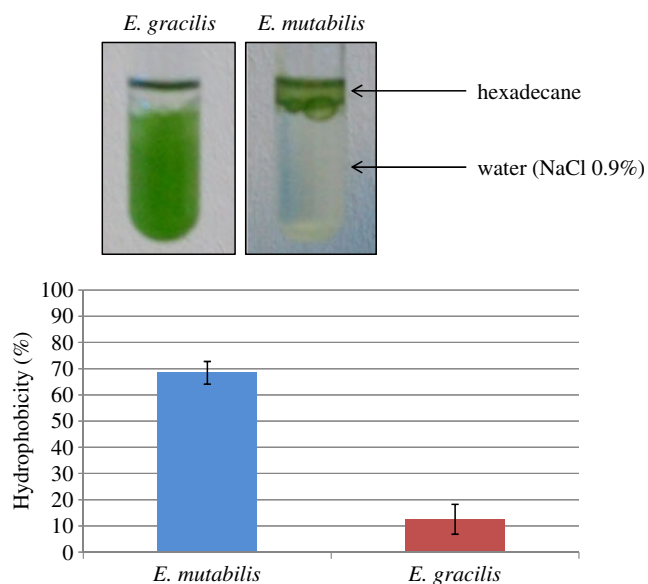 E. gracilis E. mutabilis
hexadecane
water (NaCl 0.9%)
Hydrophobicity (%)
100
90
80
70
60
50
40
30
20
10
0
E. mutabilis E. gracilis